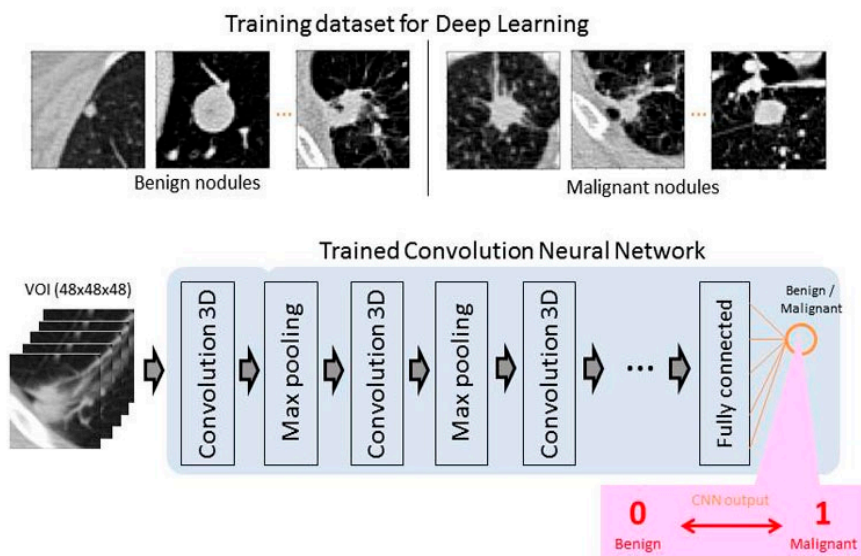 Training dataset for Deep Learning
...
...
Benign nodules
Malignant nodules
Trained Convolution Neural Network
VOI (48x48x48)
Convolution 3D
Max pooling
Convolution 3D
Max pooling
Convolution 3D
...
Fully connected
Benign /
Malignant
CNN output
0
1
Benign
Malignant